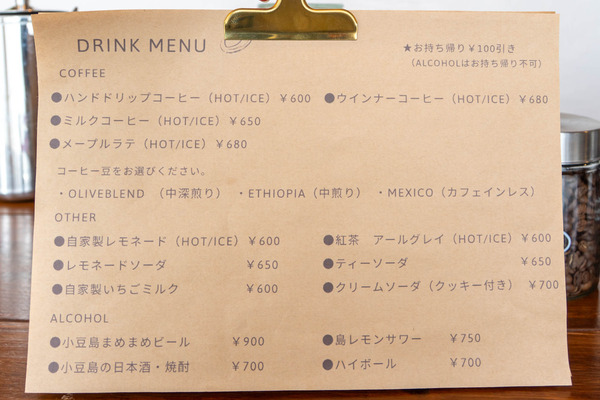 DRINK MENU
★お持ち帰り¥100引き
（ALCOHOLはお持ち帰り不可）
COFFEE
●ハンドドリップコーヒー（HOT/ICE）¥600 ●ウインナーコーヒー（HOT/ICE）¥680
●ミルクコーヒー（HOT/ICE）¥650
●メープルラテ（HOT/ICE）¥680
コーヒー豆をお選びください。
・OLIVEBLEND （中深煎り） ・ETHIOPIA（中煎り） ・MEXICO（カフェインレス）
OTHER
●自家製レモネード（HOT/ICE）¥600 ●紅茶 アールグレイ（HOT/ICE）¥600
●レモネードソーダ ¥650 ●ティーソーダ ¥650
●自家製いちごミルク ¥600 ●クリームソーダ（クッキー付き） ¥700
ALCOHOL
●小豆島まめまめビール ¥900 ●島レモンサワー ¥750
●小豆島の日本酒・焼酎 ¥700 ●ハイボール ¥700